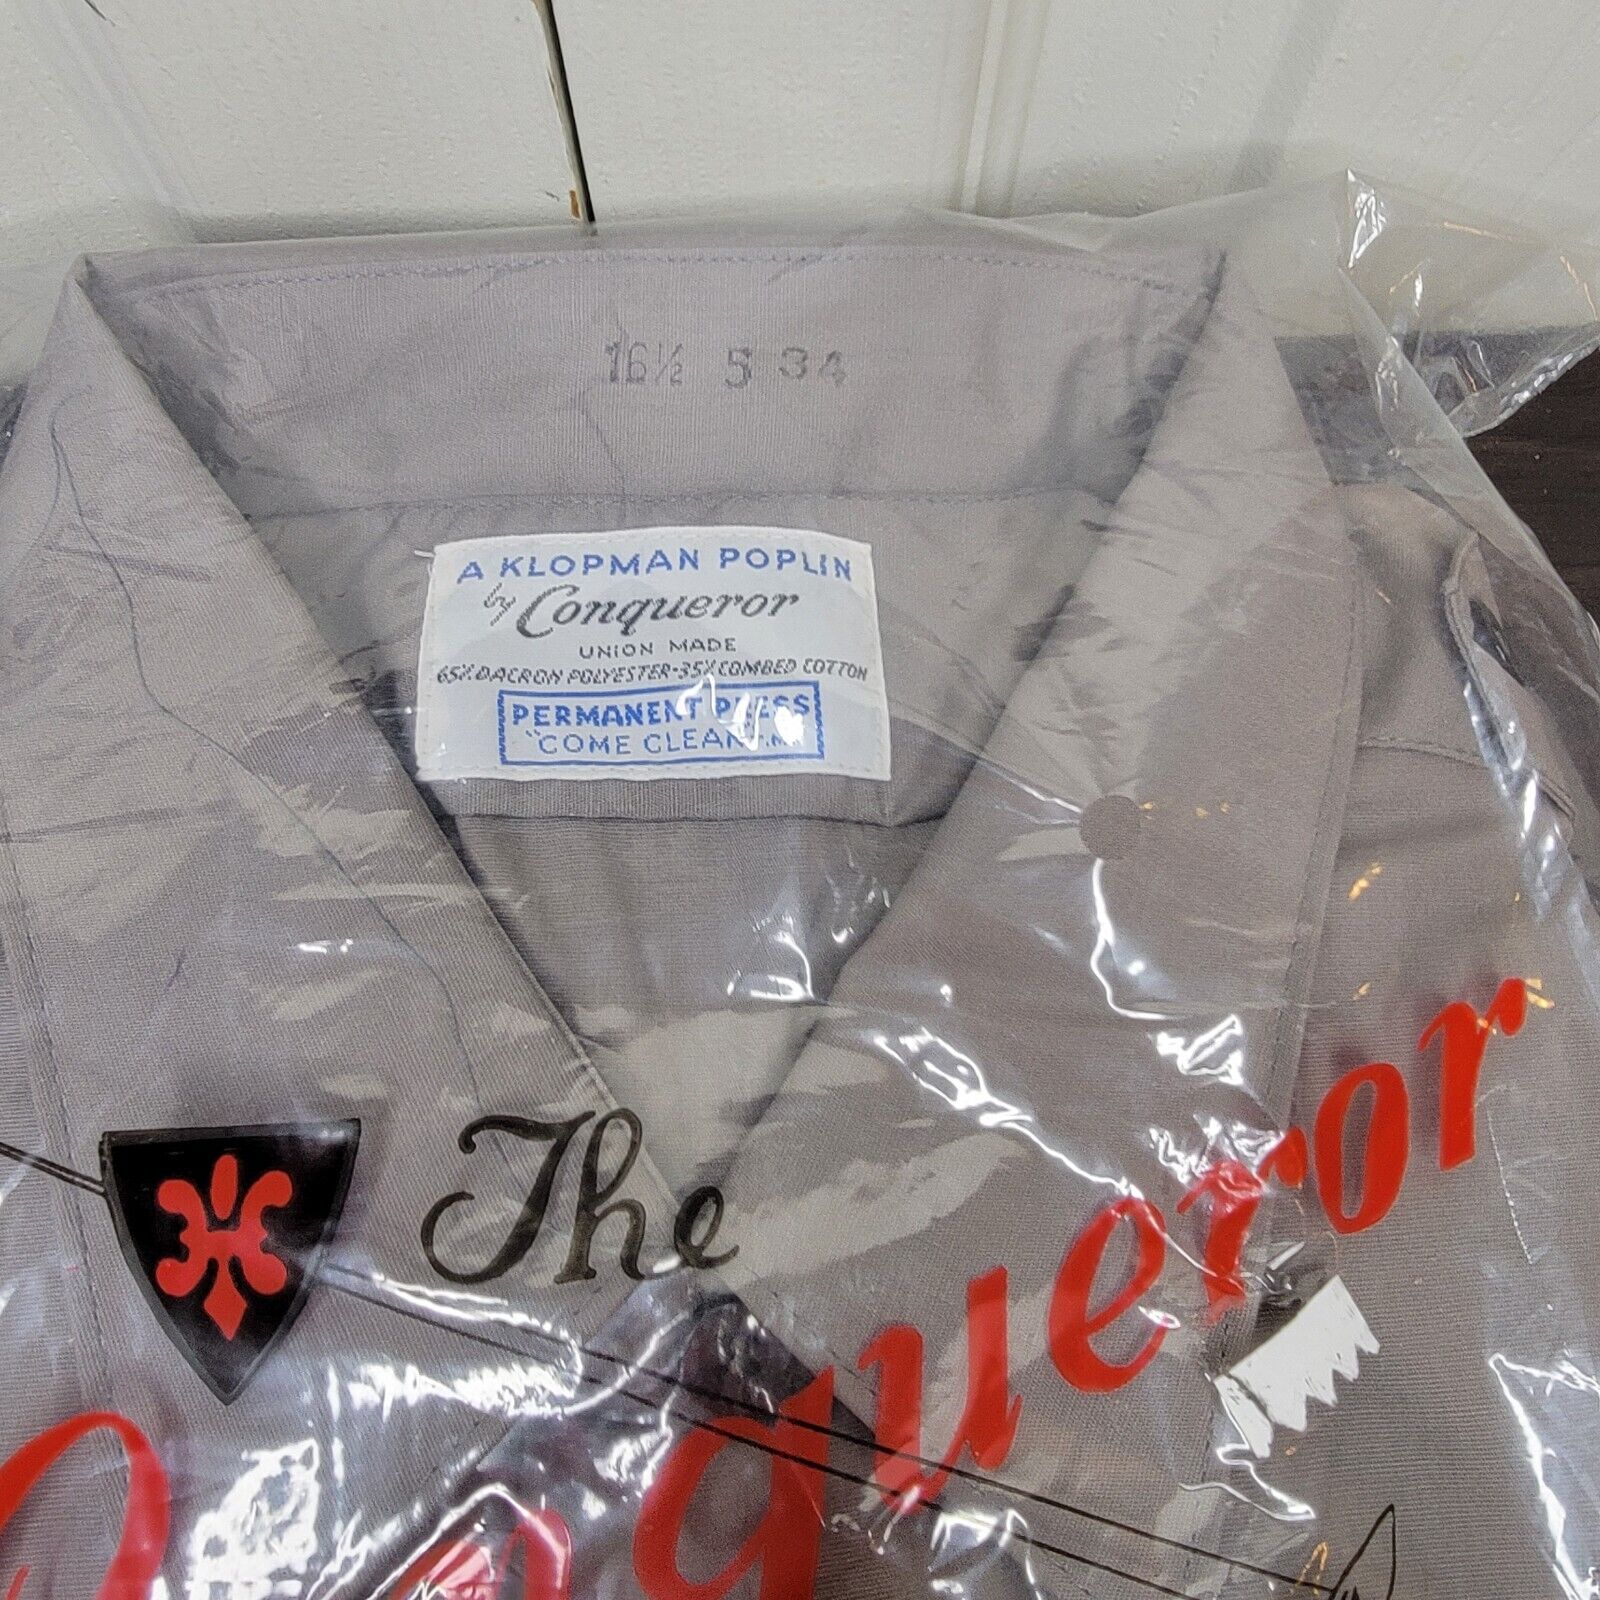 16½ S 34
A KLOPMAN POPLIN
by Conqueror
UNION MADE
65% DACRON POLYESTER-35% COMBED COTTON
PERMANENT PRESS
"COME CLEAN"
The
Conqueror